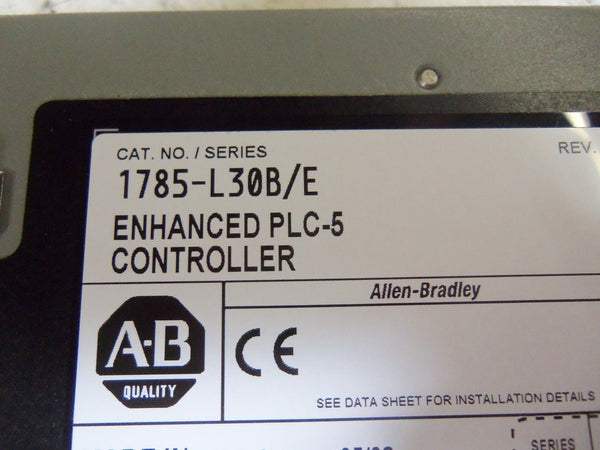 CAT. NO. / SERIES
REV.
1785-L30B/E
ENHANCED PLC-5
CONTROLLER
Allen-Bradley
A-B
QUALITY
CE
SEE DATA SHEET FOR INSTALLATION DETAILS
SERIES